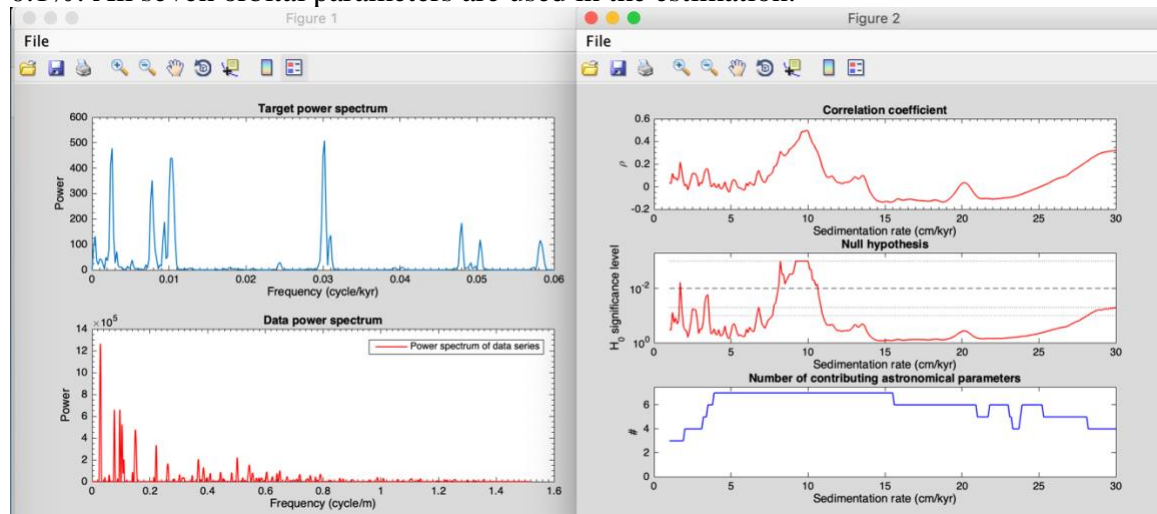 0.1%. All seven orbital parameters are used in the estimation.
Figure 1
File
Target power spectrum
600
500
400
300
200
100
0
Power
0 0.01 0.02 0.03 0.04 0.05 0.06
Frequency (cycle/kyr)
Data power spectrum
×10⁵
14
12
10
8
6
4
2
0
Power
Power spectrum of data series
0 0.2 0.4 0.6 0.8 1 1.2 1.4 1.6
Frequency (cycle/m)
Figure 2
File
Correlation coefficient
0.6
0.4
0.2
0
-0.2
ρ
0 5 10 15 20 25 30
Sedimentation rate (cm/kyr)
Null hypothesis
10⁻²
10⁰
H₀ significance level
0 5 10 15 20 25 30
Sedimentation rate (cm/kyr)
Number of contributing astronomical parameters
6
4
2
0
#
0 5 10 15 20 25 30
Sedimentation rate (cm/kyr)